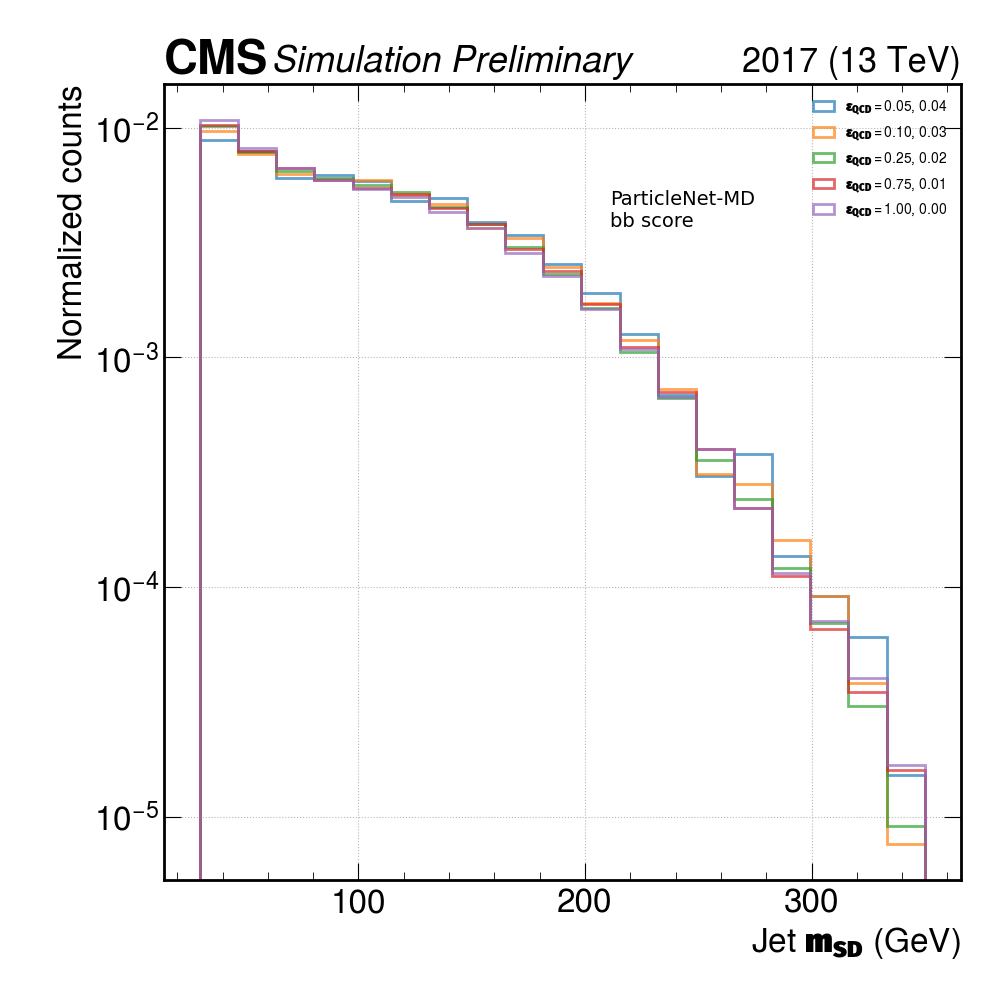 CMS Simulation Preliminary 2017 (13 TeV)
Normalized counts
10⁻²
10⁻³
10⁻⁴
10⁻⁵
ε_QCD = 0.05, 0.04
ε_QCD = 0.10, 0.03
ε_QCD = 0.25, 0.02
ε_QCD = 0.75, 0.01
ε_QCD = 1.00, 0.00
ParticleNet-MD
bb score
100 200 300
Jet m_SD (GeV)